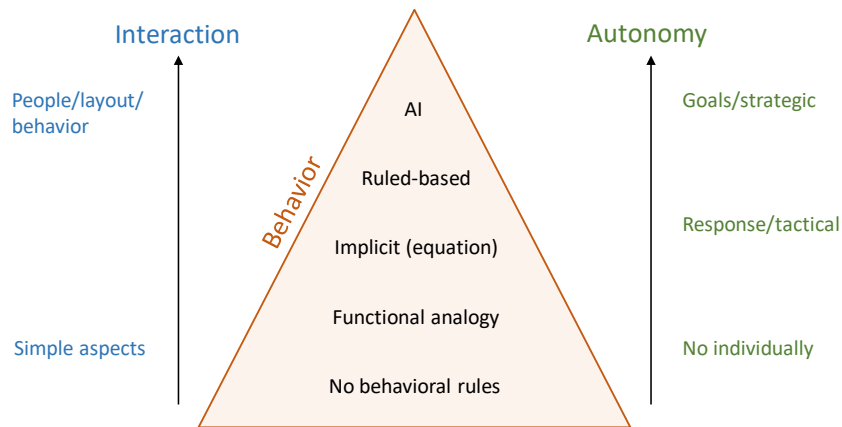 Interaction
People/layout/
behavior
Simple aspects
Behavior
AI
Ruled-based
Implicit (equation)
Functional analogy
No behavioral rules
Autonomy
Goals/strategic
Response/tactical
No individually